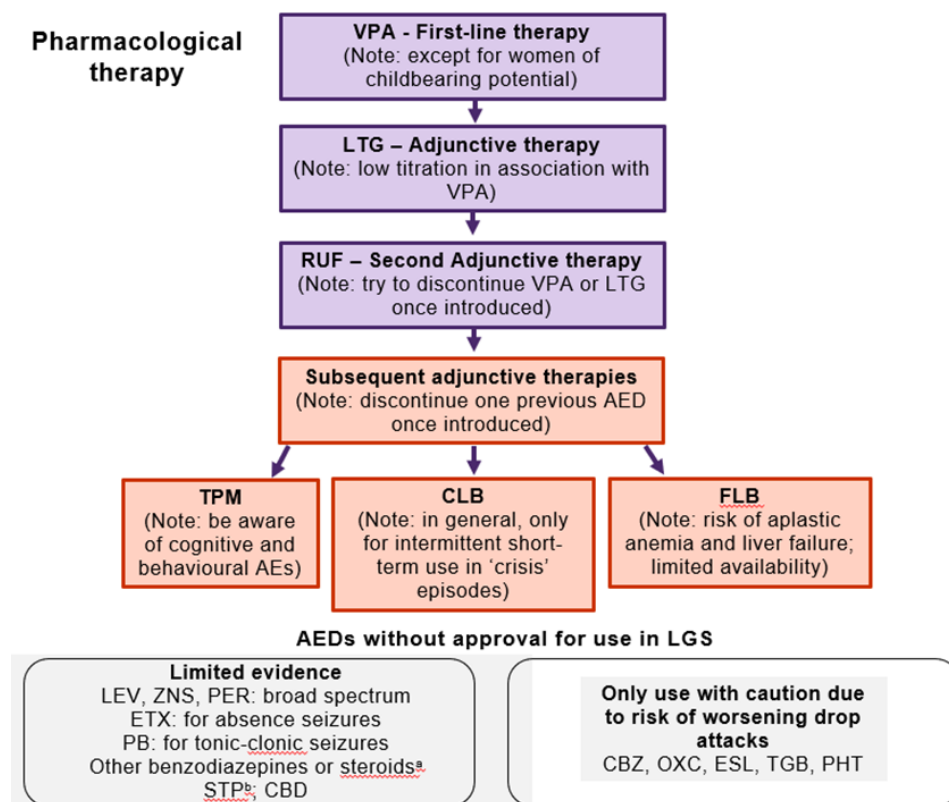 Pharmacological
therapy
VPA - First-line therapy
(Note: except for women of
childbearing potential)
LTG – Adjunctive therapy
(Note: low titration in association with
VPA)
RUF – Second Adjunctive therapy
(Note: try to discontinue VPA or LTG
once introduced)
Subsequent adjunctive therapies
(Note: discontinue one previous AED
once introduced)
TPM
(Note: be aware
of cognitive and
behavioural AEs)
CLB
(Note: in general, only
for intermittent short-
term use in ‘crisis’
episodes)
FLB
(Note: risk of aplastic
anemia and liver failure;
limited availability)
AEDs without approval for use in LGS
Limited evidence
LEV, ZNS, PER: broad spectrum
ETX: for absence seizures
PB: for tonic-clonic seizures
Other benzodiazepines or steroidsᵃ
STPᵇ; CBD
Only use with caution due
to risk of worsening drop
attacks
CBZ, OXC, ESL, TGB, PHT